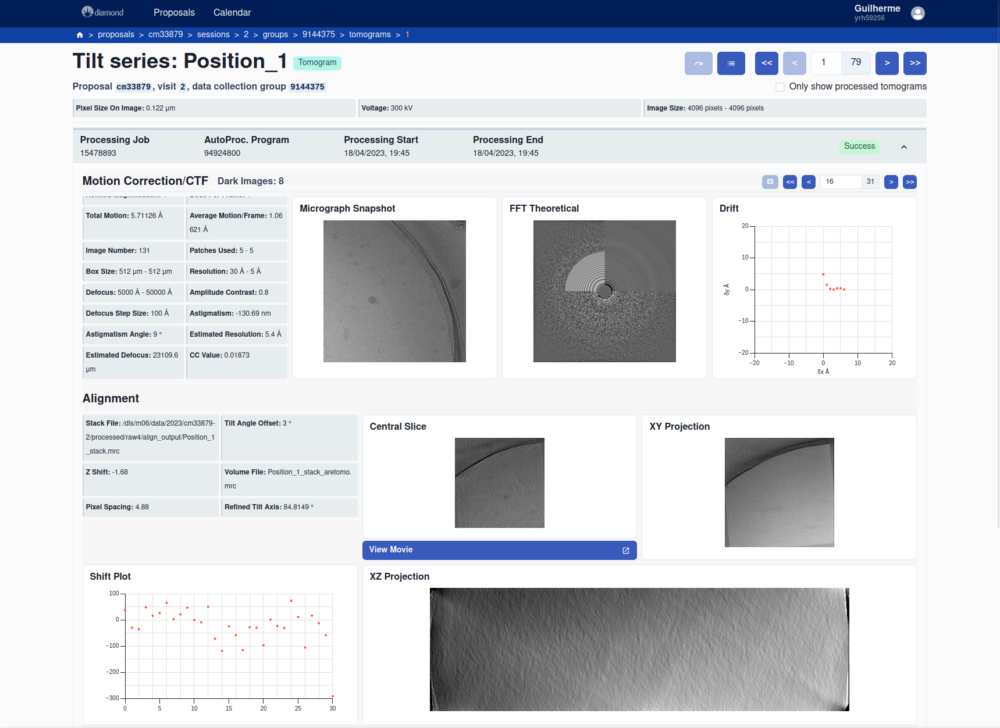 diamond
Proposals
Calendar
Guilherme
yrh59256
> proposals > cm33879 > sessions > 2 > groups > 9144375 > tomograms > 1
Tilt series: Position_1
Tomogram
<< < 1 79 > >>
Proposal cm33879, visit 2, data collection group 9144375
Only show processed tomograms
Pixel Size On Image: 0.122 µm
Voltage: 300 kV
Image Size: 4096 pixels - 4096 pixels
Processing Job
15478893
AutoProc. Program
94924800
Processing Start
18/04/2023, 19:45
Processing End
18/04/2023, 19:45
Success
Motion Correction/CTF
Dark Images: 8
<< < 16 31 > >>
Total Motion: 5.71126 Å
Average Motion/Frame: 1.06
621 Å
Image Number: 131
Patches Used: 5 - 5
Box Size: 512 µm - 512 µm
Resolution: 30 Å - 5 Å
Defocus: 5000 Å - 50000 Å
Amplitude Contrast: 0.8
Defocus Step Size: 100 Å
Astigmatism: -130.69 nm
Astigmatism Angle: 9 °
Estimated Resolution: 5.4 Å
Estimated Defocus: 23109.6
µm
CC Value: 0.01873
Micrograph Snapshot
FFT Theoretical
Drift
20
10
0
−10
−20
δy Å
−20 −10 0 10 20
δx Å
Alignment
Stack File: /dls/m06/data/2023/cm33879-
2/processed/raw4/align_output/Position_1
_stack.mrc
Tilt Angle Offset: 3 °
Z Shift: -1.68
Volume File: Position_1_stack_aretomo.
mrc
Pixel Spacing: 4.88
Refined Tilt Axis: 84.8149 °
Central Slice
View Movie
XY Projection
Shift Plot
100
0
−100
−200
−300
0 5 10 15 20 25 30
XZ Projection